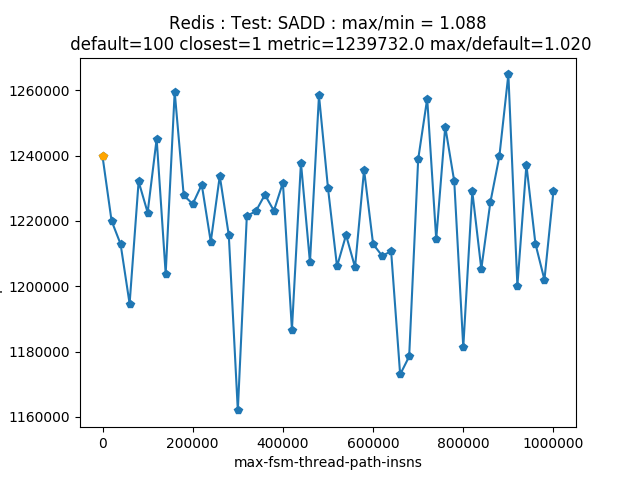 Redis : Test: SADD : max/min = 1.088
default=100 closest=1 metric=1239732.0 max/default=1.020
1260000
1240000
1220000
1200000
1180000
1160000
0 200000 400000 600000 800000 1000000
max-fsm-thread-path-insns